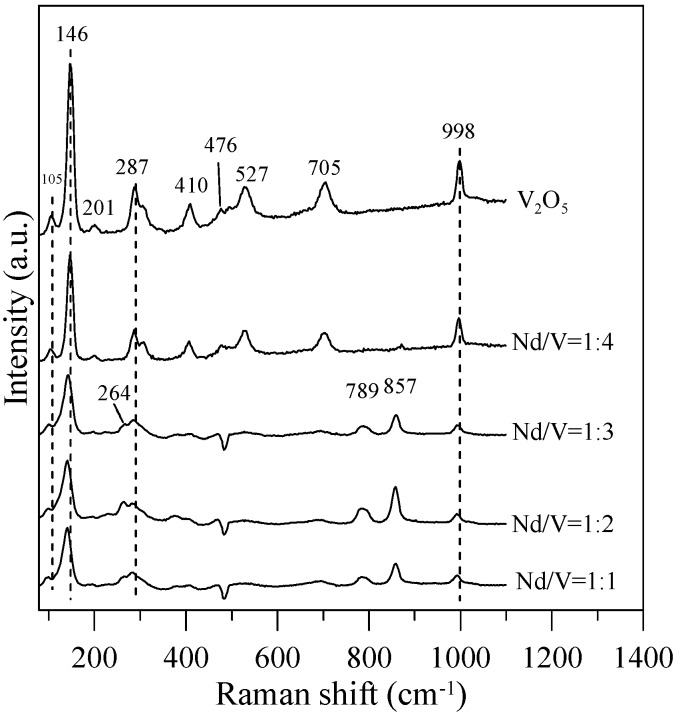 146
998
476
287
705
527
105
410
201
V₂O₅
Nd/V=1:4
264
789 857
Nd/V=1:3
Nd/V=1:2
Nd/V=1:1
Intensity (a.u.)
200 400 600 800 1000 1200 1400
Raman shift (cm⁻¹)